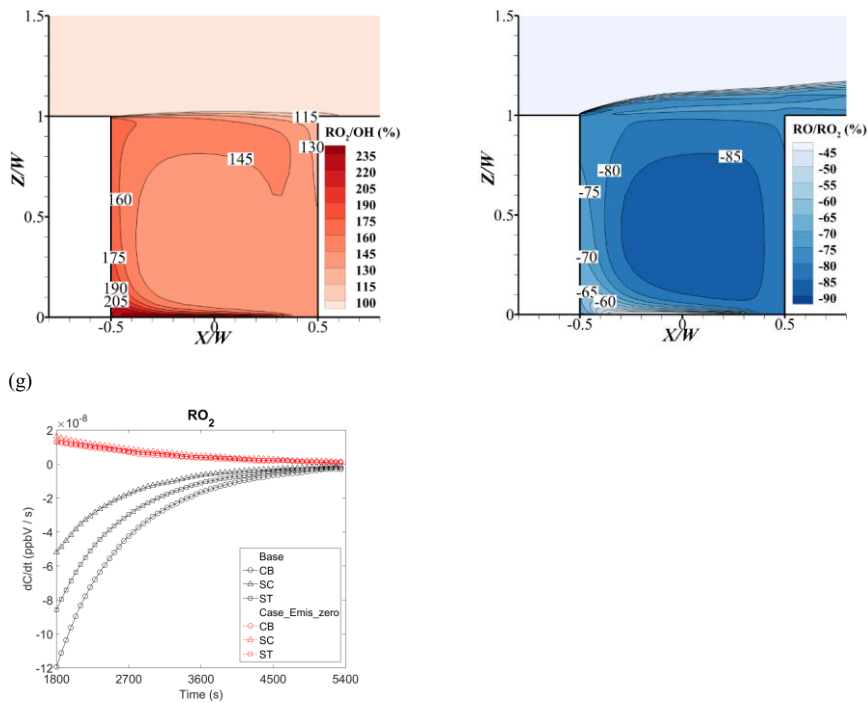 1.5
1
0.5
0
Z/W
115
130
145
160
175
190
205
RO2/OH (%)
235
220
205
190
175
160
145
130
115
100
-0.5
0
0.5
X/W
1.5
1
0.5
0
Z/W
-85
-80
-75
-70
-65
-60
RO/RO2 (%)
-45
-50
-55
-60
-65
-70
-75
-80
-85
-90
-0.5
0
0.5
X/W
(g)
×10-8
RO2
2
0
-2
-4
-6
-8
-10
-12
dC/dt (ppbV / s)
Base
CB
SC
ST
Case_Emis_zero
CB
SC
ST
1800 2700 3600 4500 5400
Time (s)